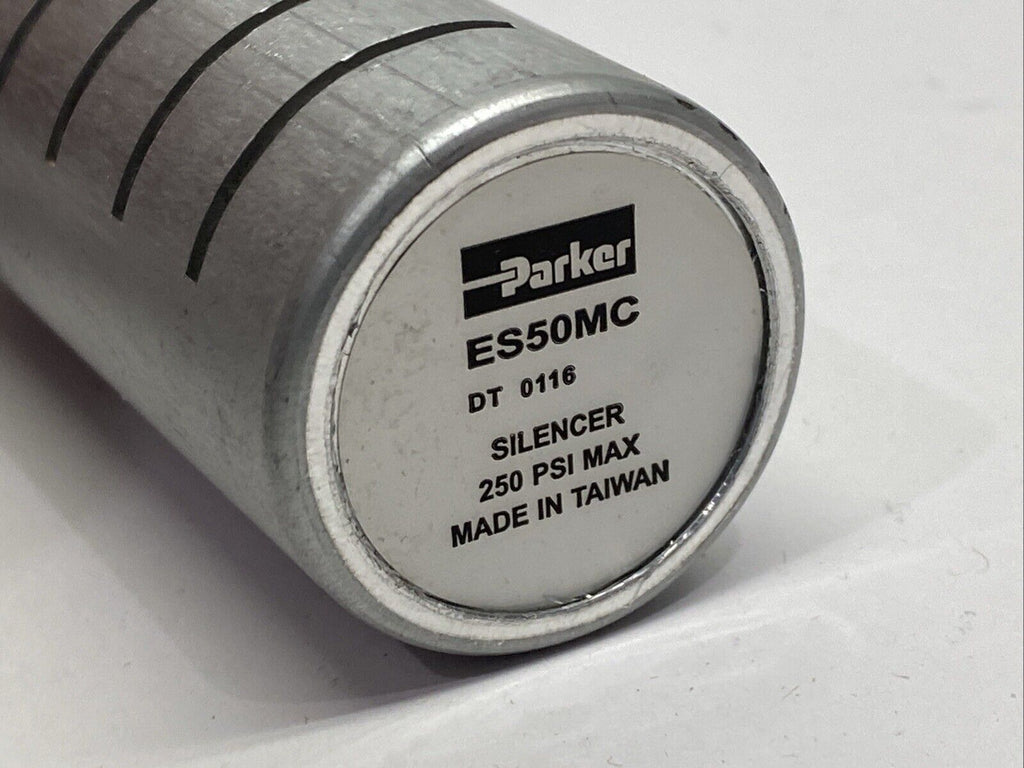 Parker
ES50MC
DT 0116
SILENCER
250 PSI MAX
MADE IN TAIWAN